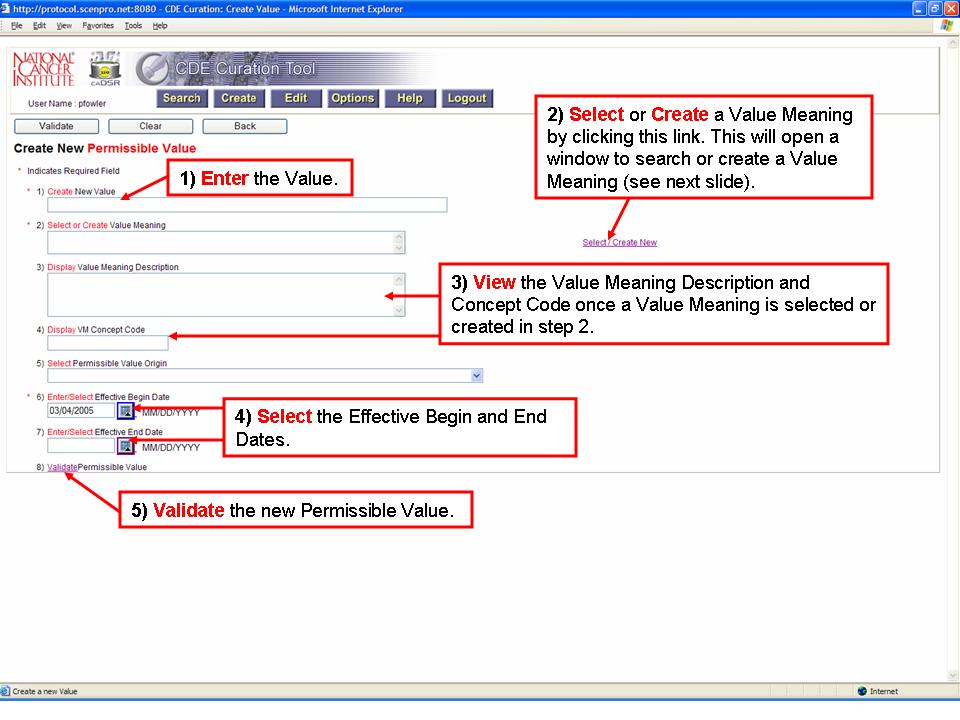 http://protocol.scenpro.net:8080 - CDE Curation: Create Value - Microsoft Internet Explorer
File Edit View Favorites Tools Help
NATIONAL
CANCER
INSTITUTE
caDSR
CDE Curation Tool
User Name : pfowler
Search Create Edit Options Help Logout
Validate Clear Back
Create New Permissible Value
* Indicates Required Field
1) Enter the Value.
2) Select or Create a Value Meaning
by clicking this link. This will open a
window to search or create a Value
Meaning (see next slide).
* 1) Create New Value
* 2) Select or Create Value Meaning
Select / Create New
3) Display Value Meaning Description
3) View the Value Meaning Description and
Concept Code once a Value Meaning is selected or
created in step 2.
4) Display VM Concept Code
5) Select Permissible Value Origin
* 6) Enter/Select Effective Begin Date
03/04/2005 MM/DD/YYYY
4) Select the Effective Begin and End
Dates.
7) Enter/Select Effective End Date
MM/DD/YYYY
8) ValidatePermissible Value
5) Validate the new Permissible Value.
Create a new Value
Internet